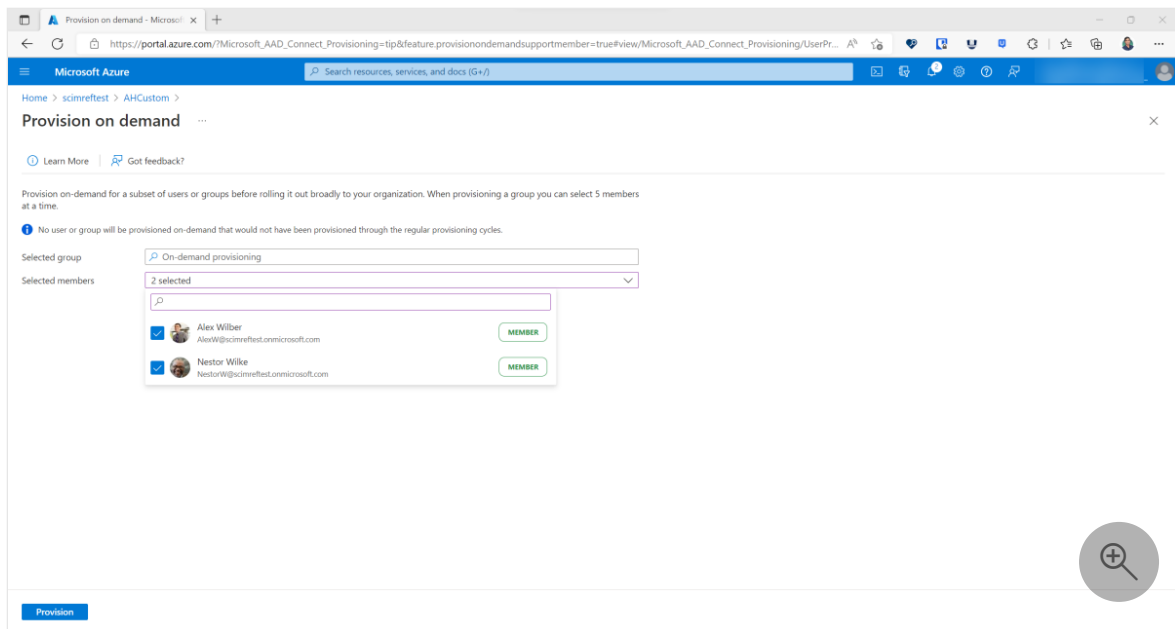 Provision on demand - Microsof
https://portal.azure.com/?Microsoft_AAD_Connect_Provisioning=tip&feature.provisionondemandsupportmember=true#view/Microsoft_AAD_Connect_Provisioning/UserPr...
Microsoft Azure
Search resources, services, and docs (G+/)
2
Home > scimreftest > AHCustom >
Provision on demand ...
Learn More
Got feedback?
Provision on-demand for a subset of users or groups before rolling it out broadly to your organization. When provisioning a group you can select 5 members
at a time.
No user or group will be provisioned on-demand that would not have been provisioned through the regular provisioning cycles.
Selected group
On-demand provisioning
Selected members
2 selected
Alex Wilber
AlexW@scimreftest.onmicrosoft.com
MEMBER
Nestor Wilke
NestorW@scimreftest.onmicrosoft.com
MEMBER
Provision